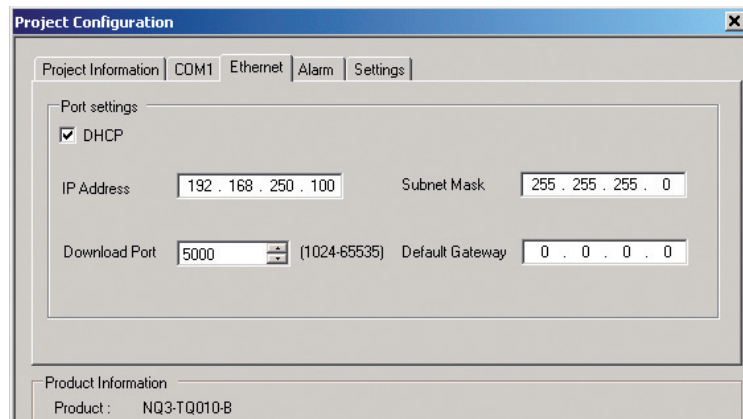 Project Configuration
Project Information COM1 Ethernet Alarm Settings
Port settings
DHCP
IP Address 192 . 168 . 250 . 100 Subnet Mask 255 . 255 . 255 . 0
Download Port 5000 (1024-65535) Default Gateway 0 . 0 . 0 . 0
Product Information
Product : NQ3-TQ010-B